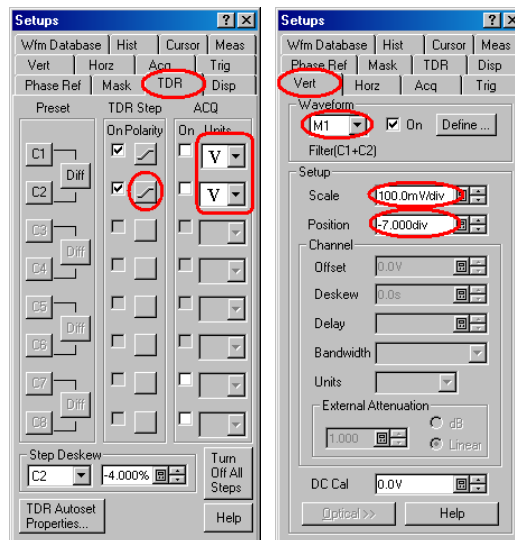 Setups
Wfm Database Hist Cursor Meas
Vert Horz Acq Trig
Phase Ref Mask TDR Disp
Preset TDR Step ACQ
On Polarity On Units
C1
Diff
V
C2
V
C3
Diff
C4
C5
Diff
C6
C7
Diff
C8
Step Deskew
C2 -4.000%
Turn
Off All
Steps
TDR Autoset
Properties...
Help
Setups
Wfm Database Hist Cursor Meas
Phase Ref Mask TDR Disp
Vert Horz Acq Trig
Waveform
M1 On Define ...
Filter(C1+C2)
Setup
Scale 100.0mV/div
Position -7.000div
Channel
Offset 0.0V
Deskew 0.0s
Delay
Bandwidth
Units
External Attenuation
1.000
dB
Linear
DC Cal 0.0V
Optical >> Help